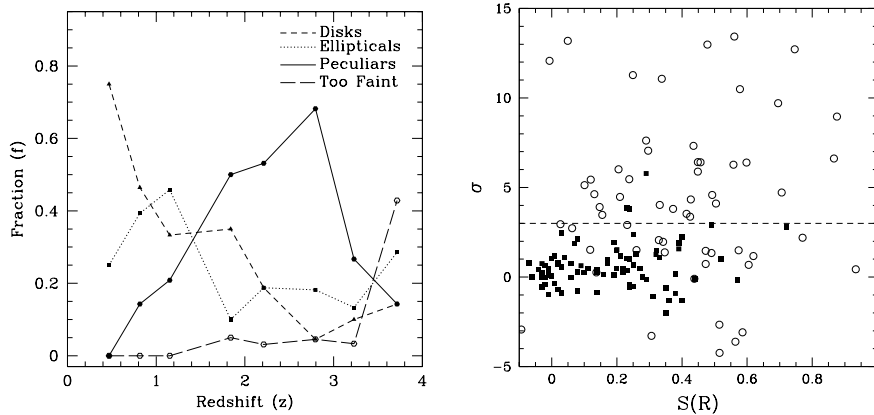 Disks
Ellipticals
Peculiars
Too Faint
0.8
0.6
0.4
0.2
0
Fraction (f)
0 1 2 3 4
Redshift (z)
15
10
5
0
-5
σ
0 0.2 0.4 0.6 0.8
S(R)